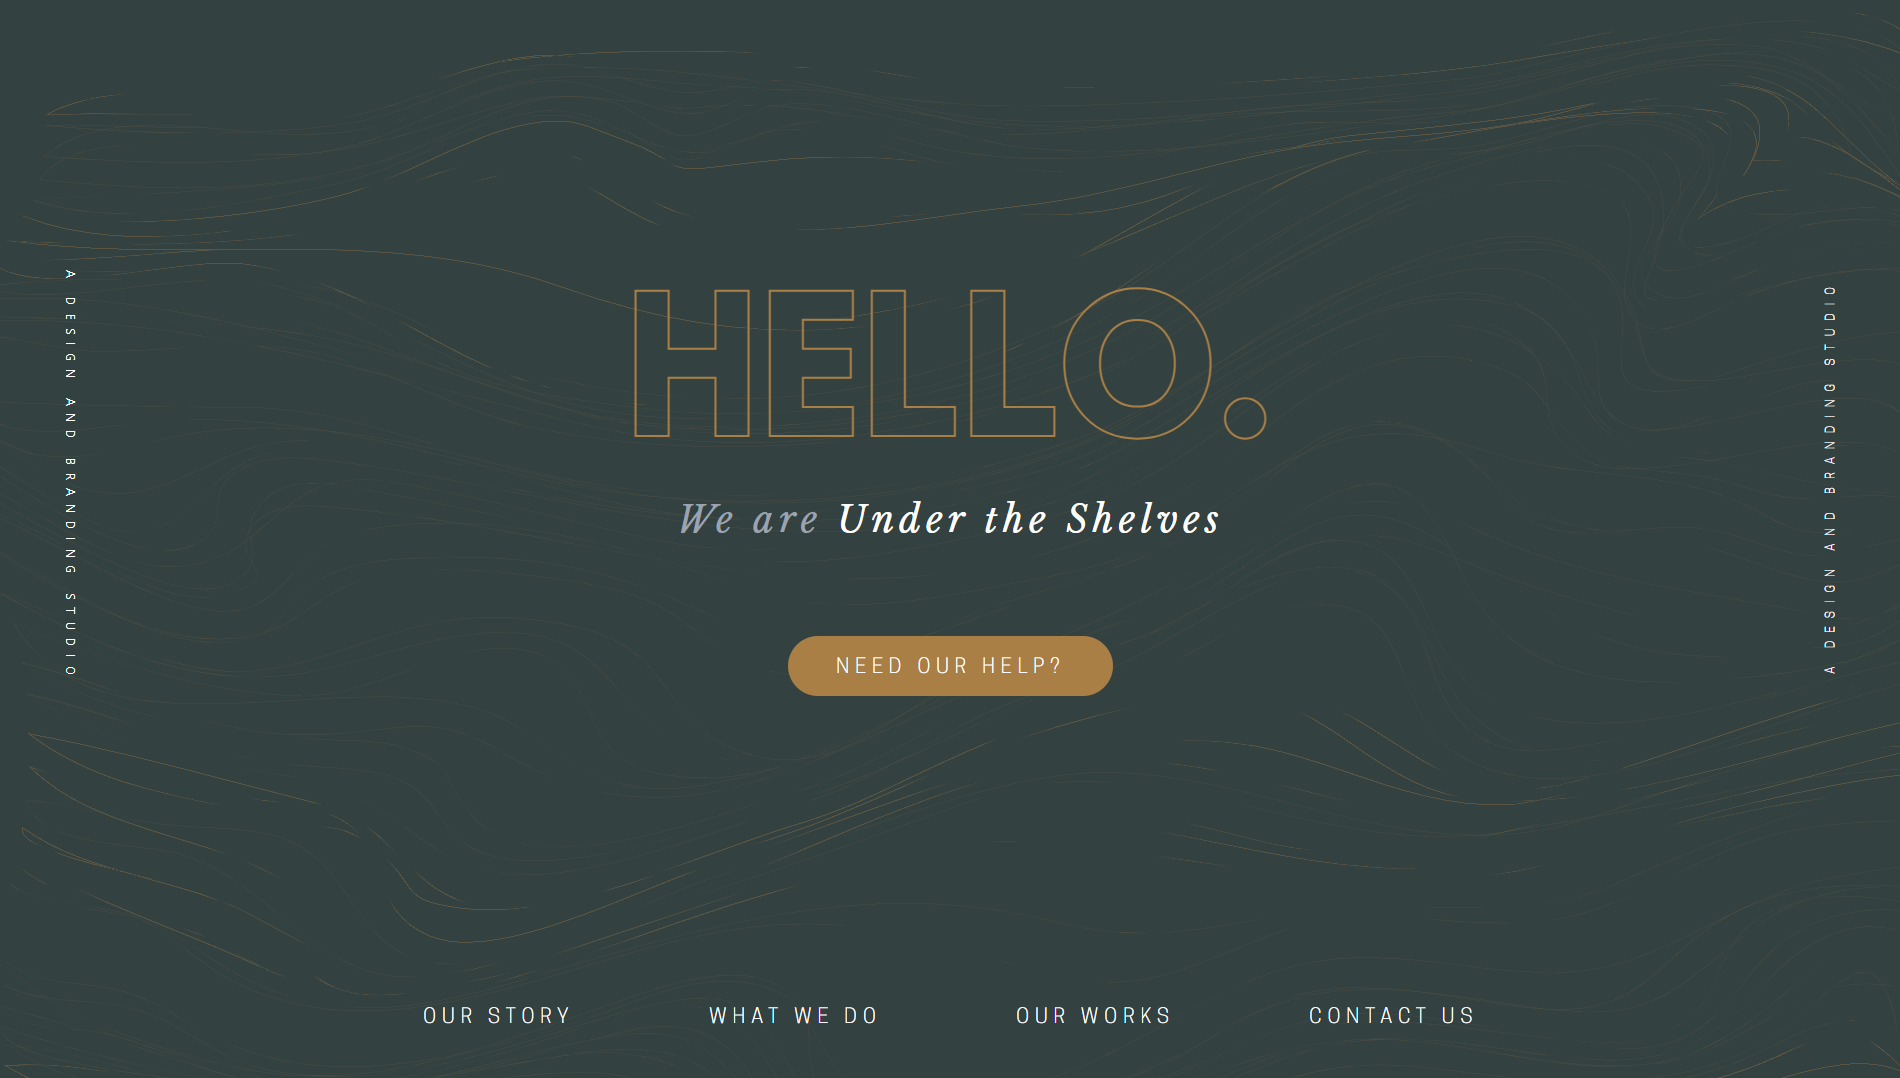 HELLO.
We are Under the Shelves
NEED OUR HELP?
A DESIGN AND BRANDING STUDIO
A DESIGN AND BRANDING STUDIO
OUR STORY
WHAT WE DO
OUR WORKS
CONTACT US